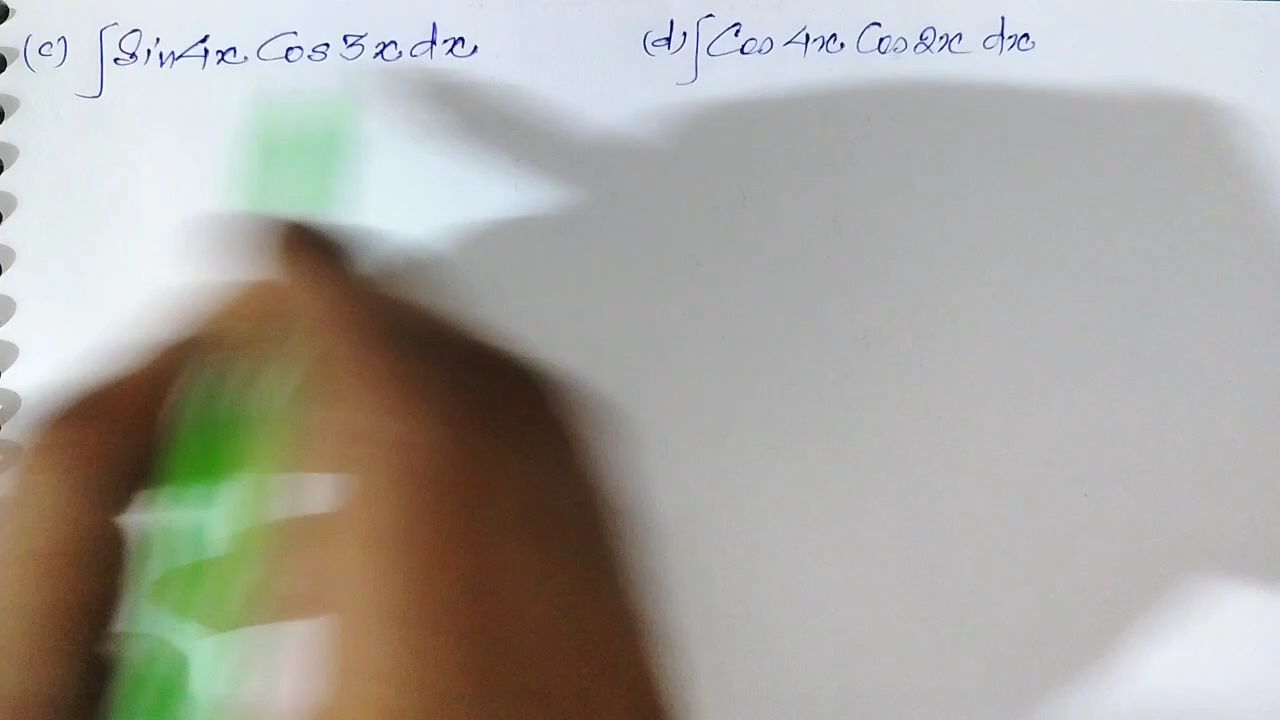 (c) ∫Sin4x Cos3x dx
(d) ∫Cos 4x Cos2x dx